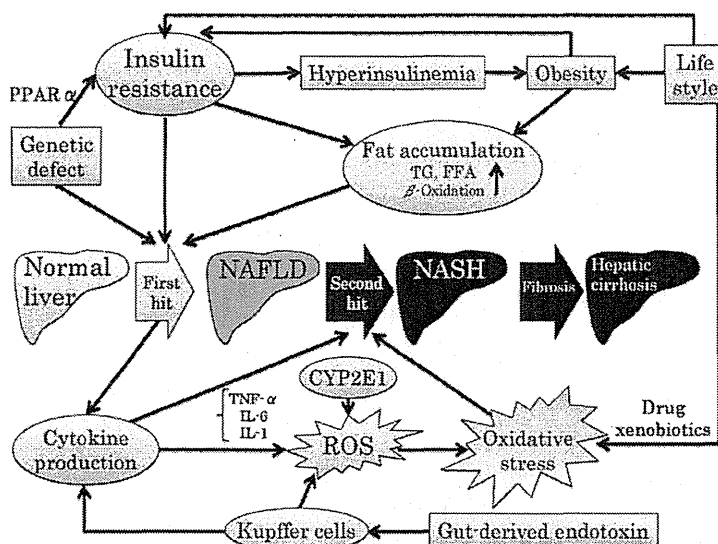 Insulin
resistance
Hyperinsulinemia
Obesity
Life
style
PPAR α
Genetic
defect
Fat accumulation
TG, FFA
β-Oxidation
Normal
liver
First
hit
NAFLD
Second
hit
NASH
Fibrosis
Hepatic
cirrhosis
CYP2E1
TNF-α
IL-6
IL-1
Cytokine
production
ROS
Oxidative
stress
Drug
xenobiotics
Kupffer cells
Gut-derived endotoxin